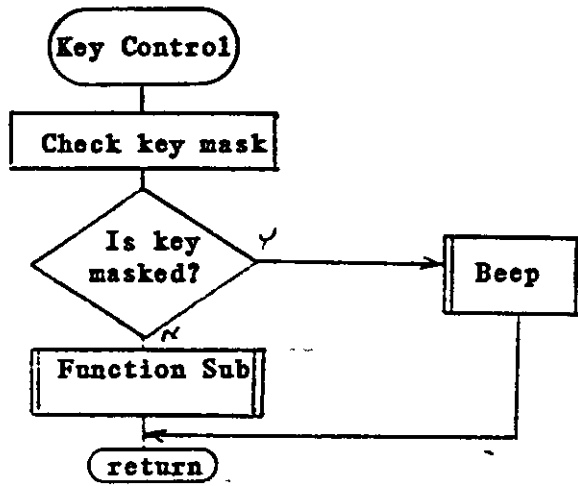 Key Control
Check key mask
Is key
masked?
Y
Beep
N
Function Sub
return